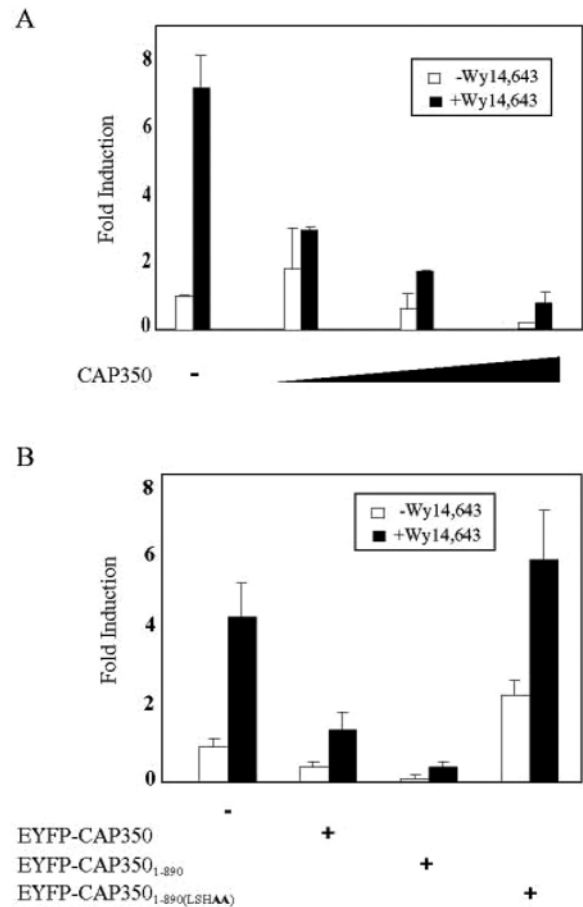 A
8
6
4
2
0
Fold Induction
-Wy14,643
+Wy14,643
CAP350 -
B
8
6
4
2
0
Fold Induction
-Wy14,643
+Wy14,643
-
EYFP-CAP350 +
EYFP-CAP350₁₋₈₉₀ +
EYFP-CAP350₁₋₈₉₀(LSHAA) +